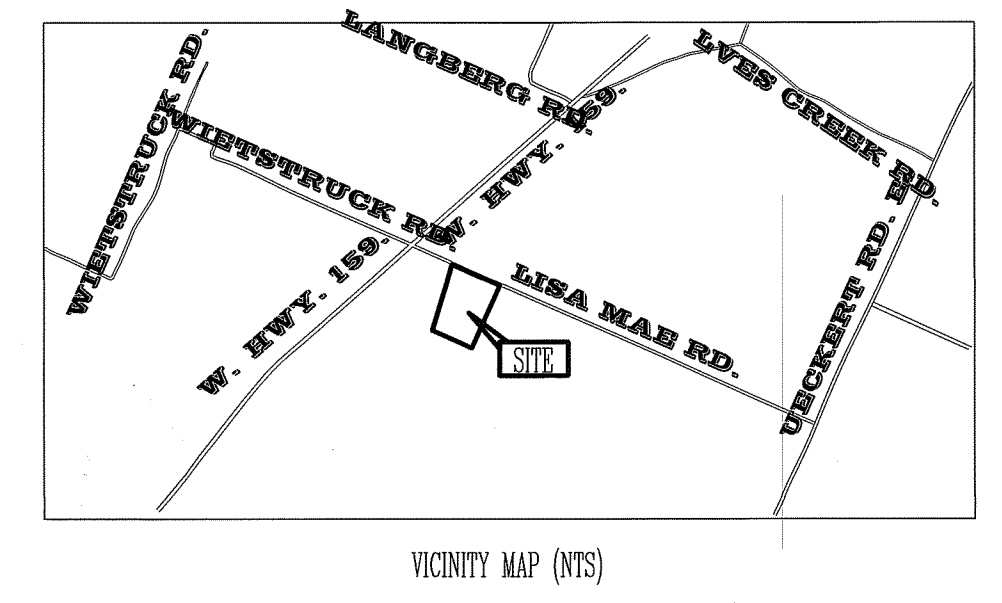 LANGBERG RD.
WIETSTRUCK RD.
LVES CREEK RD.
WIETSTRUCK RD.
W. HWY. 159.
W. HWY. 159.
LISA MAE RD.
UECKERT RD. E
SITE
VICINITY MAP (NTS)